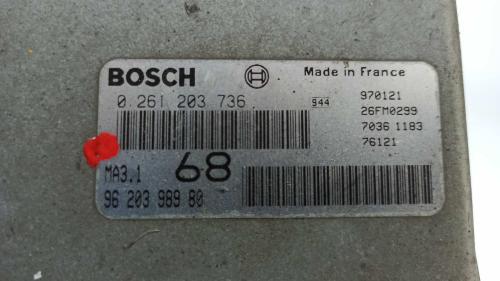 BOSCH Made in France
0 261 203 736 944 970121
26FM0299
7036 1183
76121
MA3.1 68
96 203 989 80